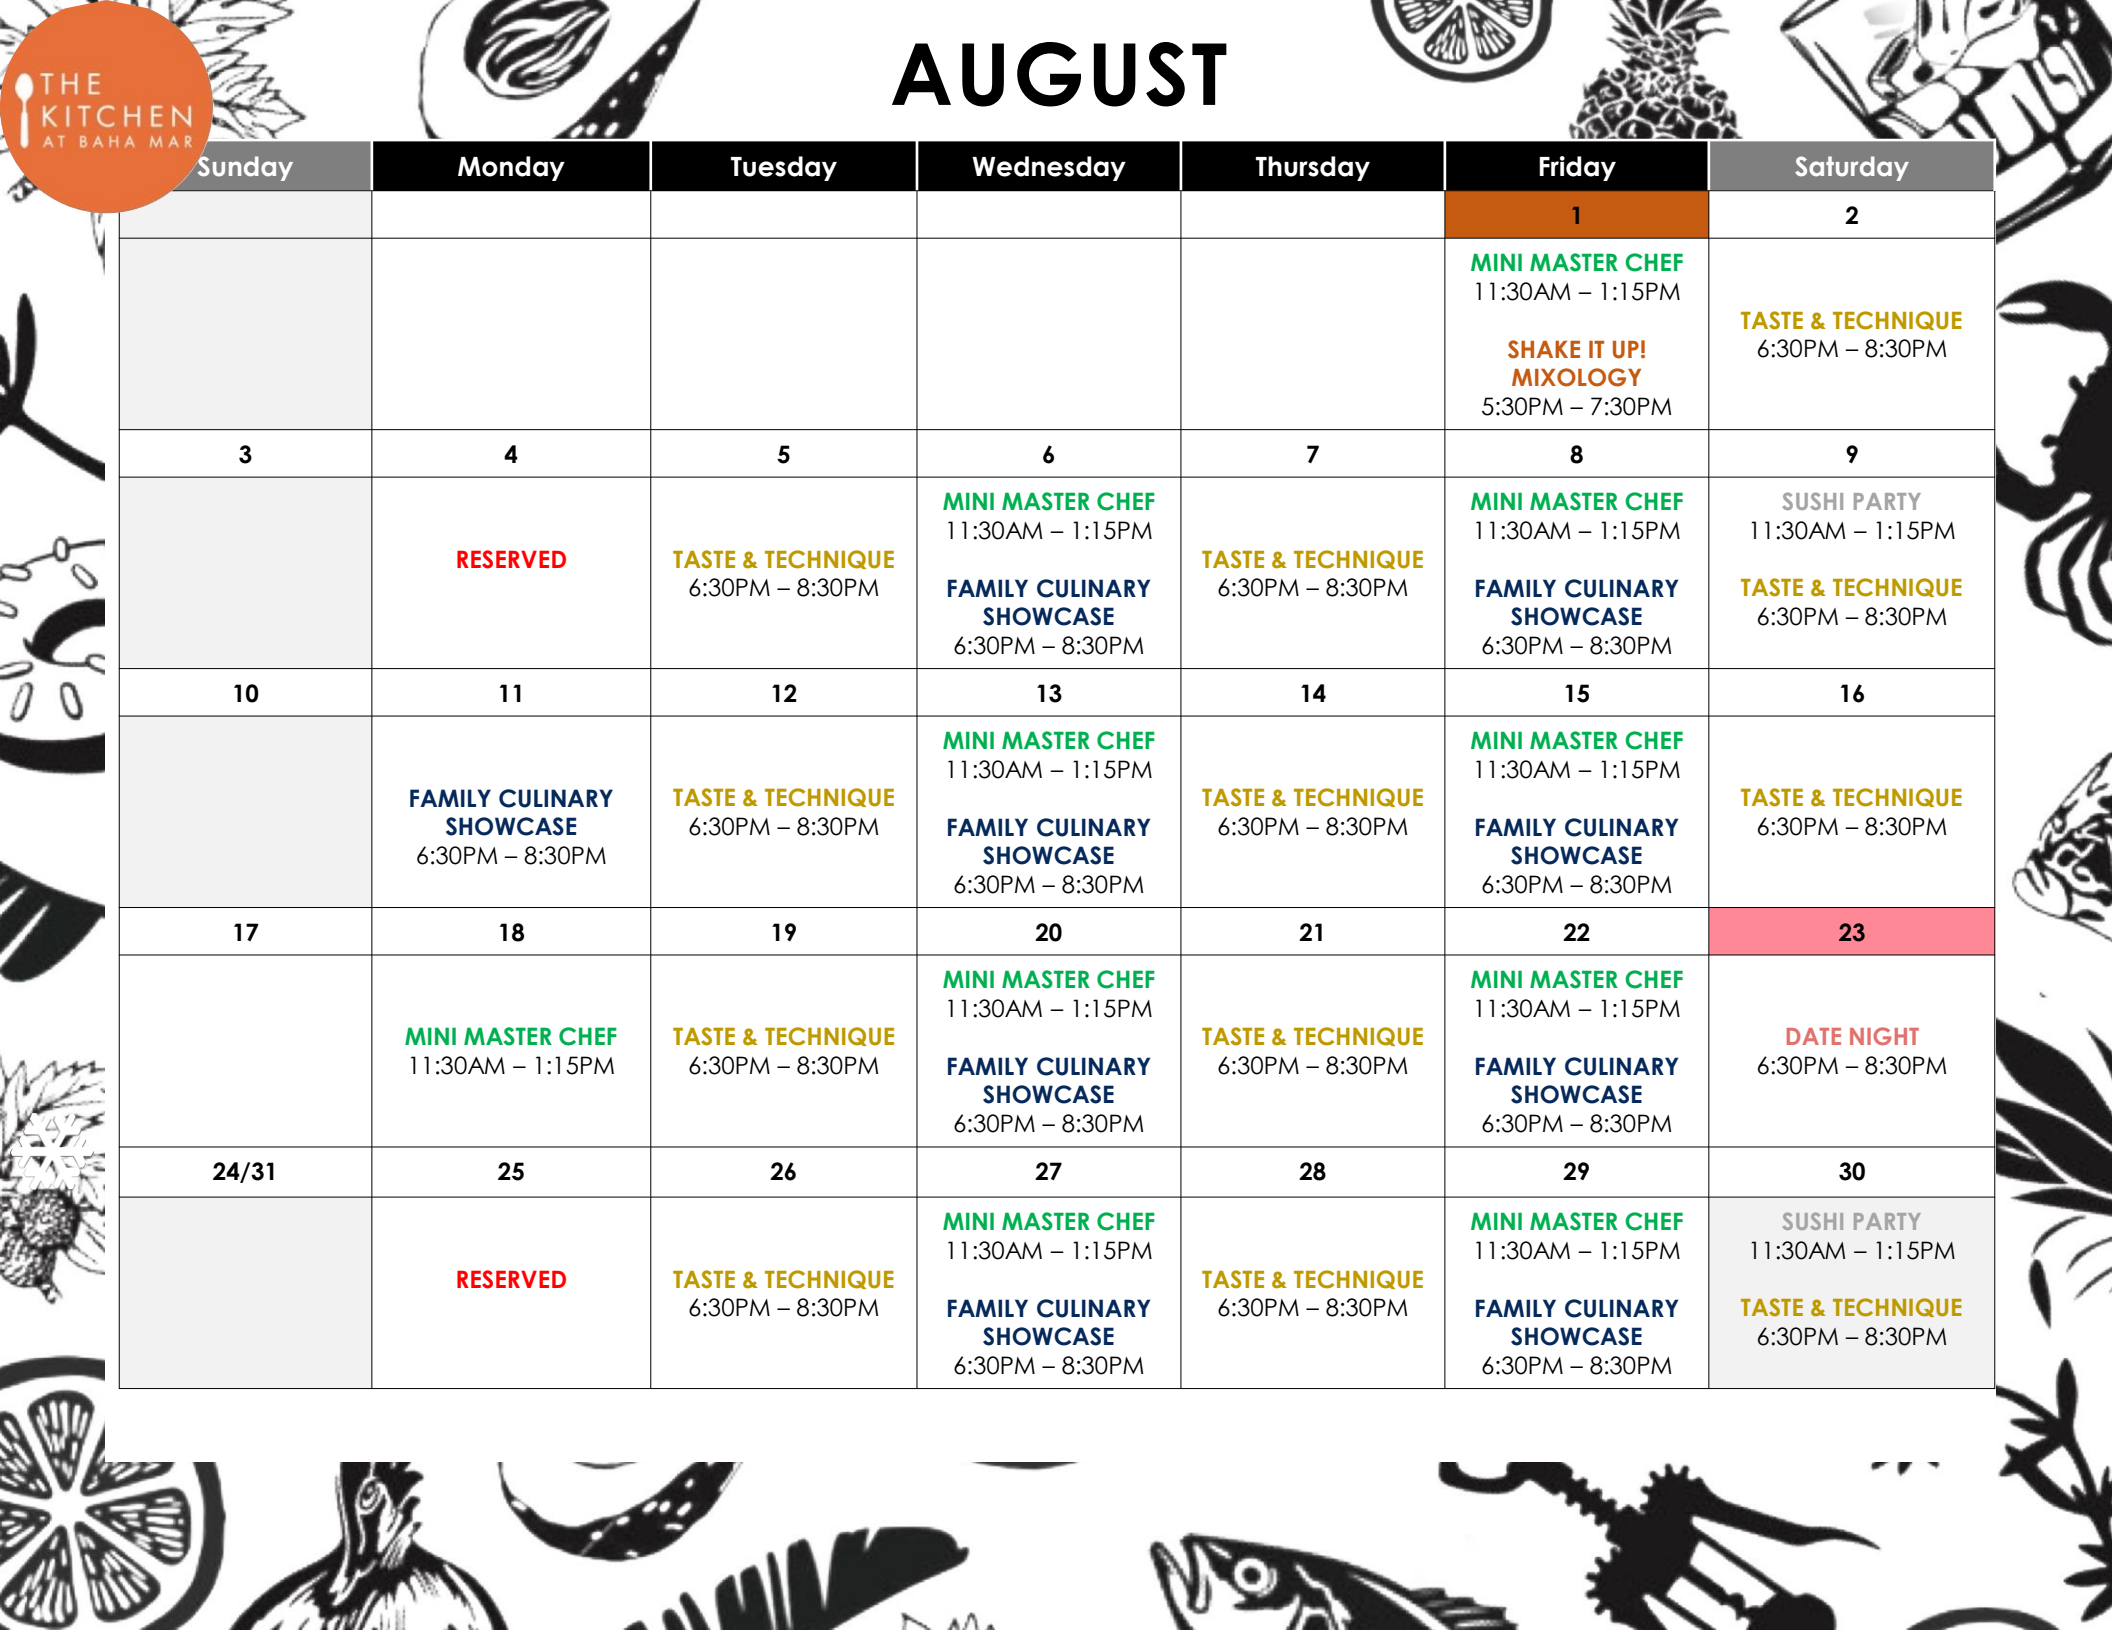 AUGUST
THE
KITCHEN
AT BAHA MAR
Sunday Monday Tuesday Wednesday Thursday Friday Saturday
1 2
MINI MASTER CHEF
11:30AM – 1:15PM
SHAKE IT UP!
MIXOLOGY
5:30PM – 7:30PM
TASTE & TECHNIQUE
6:30PM – 8:30PM
3 4 5 6 7 8 9
RESERVED
TASTE & TECHNIQUE
6:30PM – 8:30PM
MINI MASTER CHEF
11:30AM – 1:15PM
FAMILY CULINARY
SHOWCASE
6:30PM – 8:30PM
TASTE & TECHNIQUE
6:30PM – 8:30PM
MINI MASTER CHEF
11:30AM – 1:15PM
FAMILY CULINARY
SHOWCASE
6:30PM – 8:30PM
SUSHI PARTY
11:30AM – 1:15PM
TASTE & TECHNIQUE
6:30PM – 8:30PM
10 11 12 13 14 15 16
FAMILY CULINARY
SHOWCASE
6:30PM – 8:30PM
TASTE & TECHNIQUE
6:30PM – 8:30PM
MINI MASTER CHEF
11:30AM – 1:15PM
FAMILY CULINARY
SHOWCASE
6:30PM – 8:30PM
TASTE & TECHNIQUE
6:30PM – 8:30PM
MINI MASTER CHEF
11:30AM – 1:15PM
FAMILY CULINARY
SHOWCASE
6:30PM – 8:30PM
TASTE & TECHNIQUE
6:30PM – 8:30PM
17 18 19 20 21 22 23
MINI MASTER CHEF
11:30AM – 1:15PM
TASTE & TECHNIQUE
6:30PM – 8:30PM
MINI MASTER CHEF
11:30AM – 1:15PM
FAMILY CULINARY
SHOWCASE
6:30PM – 8:30PM
TASTE & TECHNIQUE
6:30PM – 8:30PM
MINI MASTER CHEF
11:30AM – 1:15PM
FAMILY CULINARY
SHOWCASE
6:30PM – 8:30PM
DATE NIGHT
6:30PM – 8:30PM
24/31 25 26 27 28 29 30
RESERVED
TASTE & TECHNIQUE
6:30PM – 8:30PM
MINI MASTER CHEF
11:30AM – 1:15PM
FAMILY CULINARY
SHOWCASE
6:30PM – 8:30PM
TASTE & TECHNIQUE
6:30PM – 8:30PM
MINI MASTER CHEF
11:30AM – 1:15PM
FAMILY CULINARY
SHOWCASE
6:30PM – 8:30PM
SUSHI PARTY
11:30AM – 1:15PM
TASTE & TECHNIQUE
6:30PM – 8:30PM